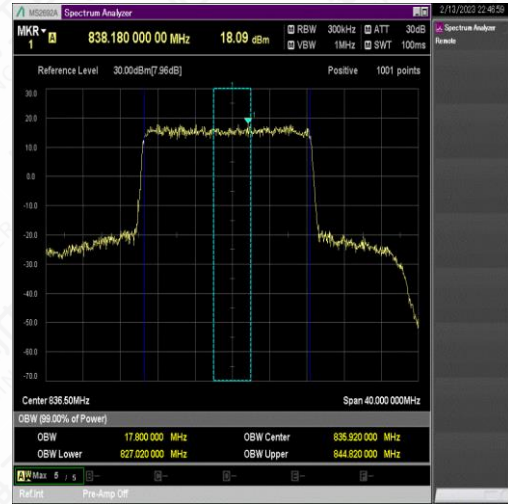 MS2692A Spectrum Analyzer
2/13/2023 22:46:59
MKR 1 A 838.180 000 00 MHz 18.09 dBm
M RBW 300kHz M ATT 30dB
M VBW 1MHz M SWT 100ms
Spectrum Analyzer
Remote
Reference Level 30.00dBm[7.96dB] Positive 1001 points
30.0
1
20.0
1
10.0
0.0
-10.0
-20.0
-30.0
-40.0
-50.0
-60.0
-70.0
Center 836.50MHz Span 40.000 000MHz
OBW (99.00% of Power)
OBW 17.800 000 MHz OBW Center 835.920 000 MHz
OBW Lower 827.020 000 MHz OBW Upper 844.820 000 MHz
A W Max 5 / 5
Ref.Int Pre-Amp Off